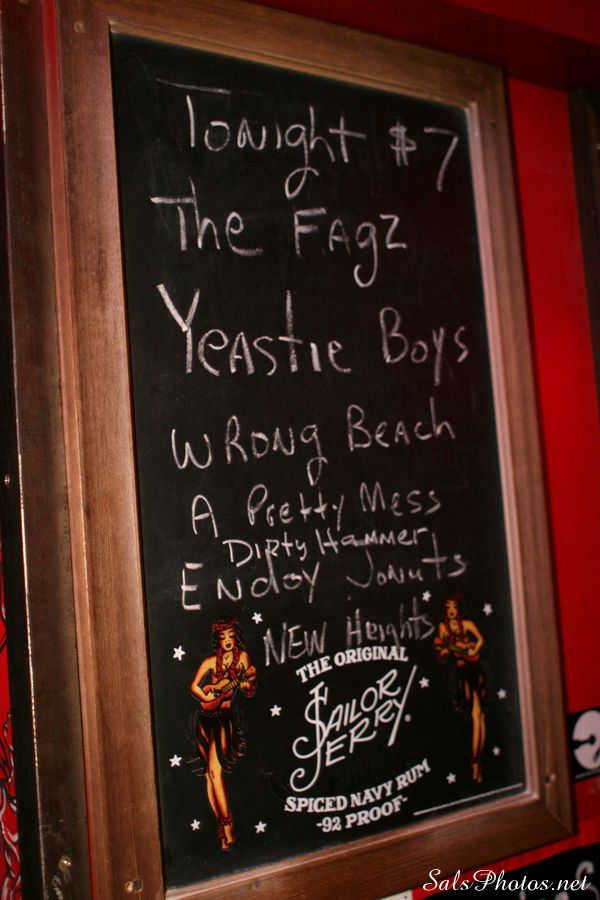 Tonight $7
The FAgz
YeAstie Boys
WRong BeAch
A Pretty Mess
DiRty HAmmer
Endoy Jonuts
NEW Heights
THE ORIGINAL
SAILOR
JERRY.
SPICED NAVY RUM
-92 PROOF-
SalsPhotos.net